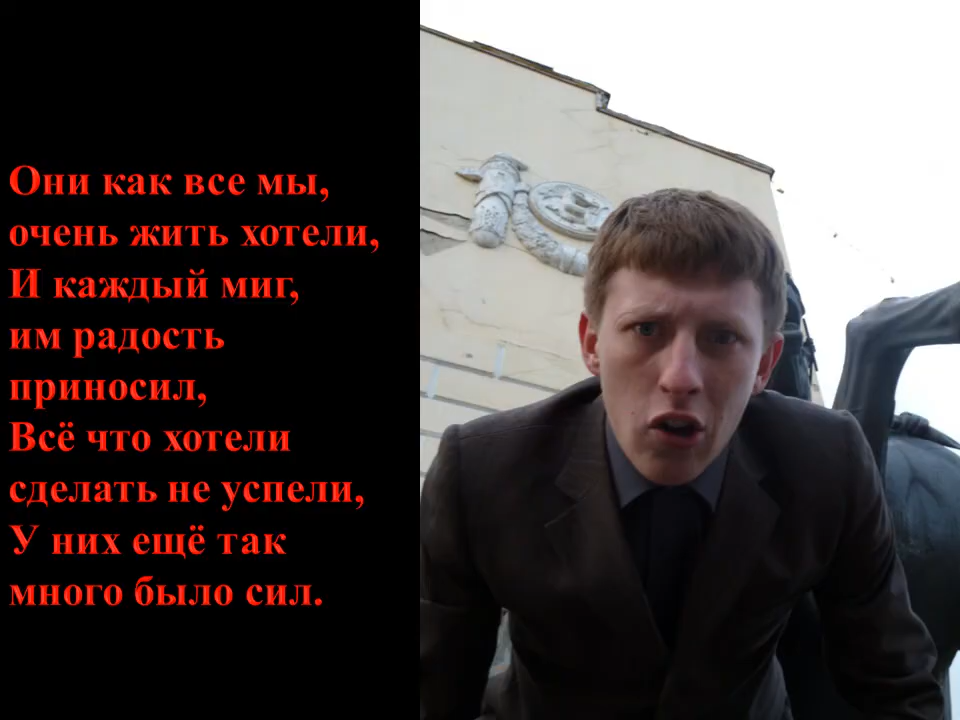 Они как все мы,
очень жить хотели,
И каждый миг,
им радость
приносил,
Всё что хотели
сделать не успели,
У них ещё так
много было сил.